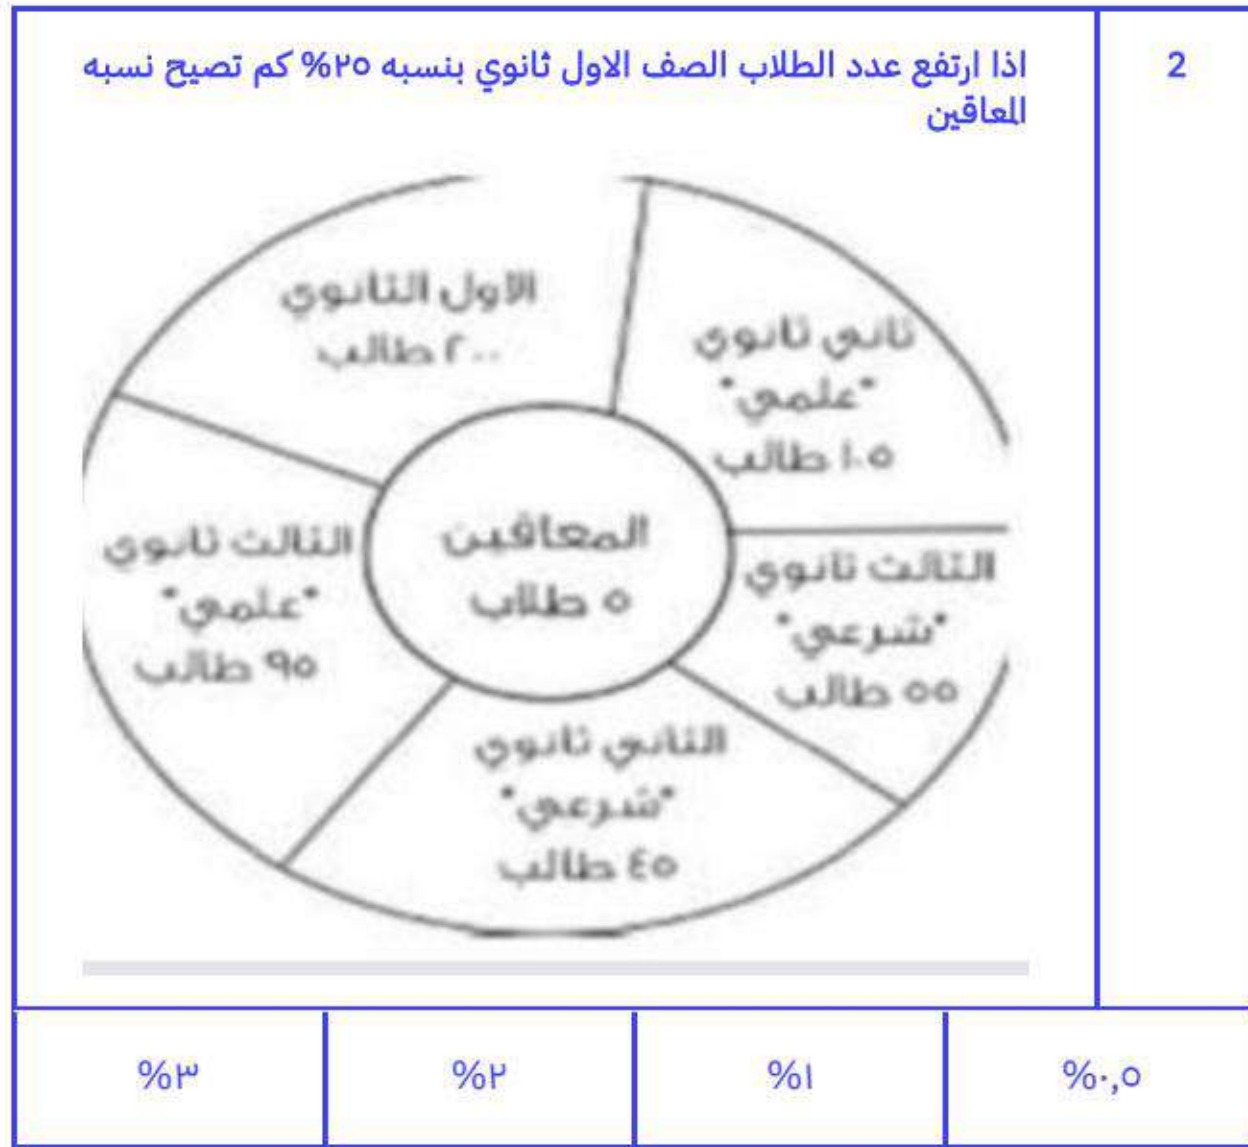 2
اذا ارتفع عدد الطلاب الصف الاول ثانوي بنسبه ٢٥% كم تصيح نسبه
المعاقين
الاول الثانوي
٢٠٠ طالب
ثاني ثانوي
"علمي"
١٠٥ طالب
المعاقين
٥ طلاب
الثالث ثانوي
"شرعي"
٥٥ طالب
الثالث ثانوي
"علمي"
٩٥ طالب
الثاني ثانوي
"شرعي"
٤٥ طالب
%٠,٥
%١
%٢
%٣